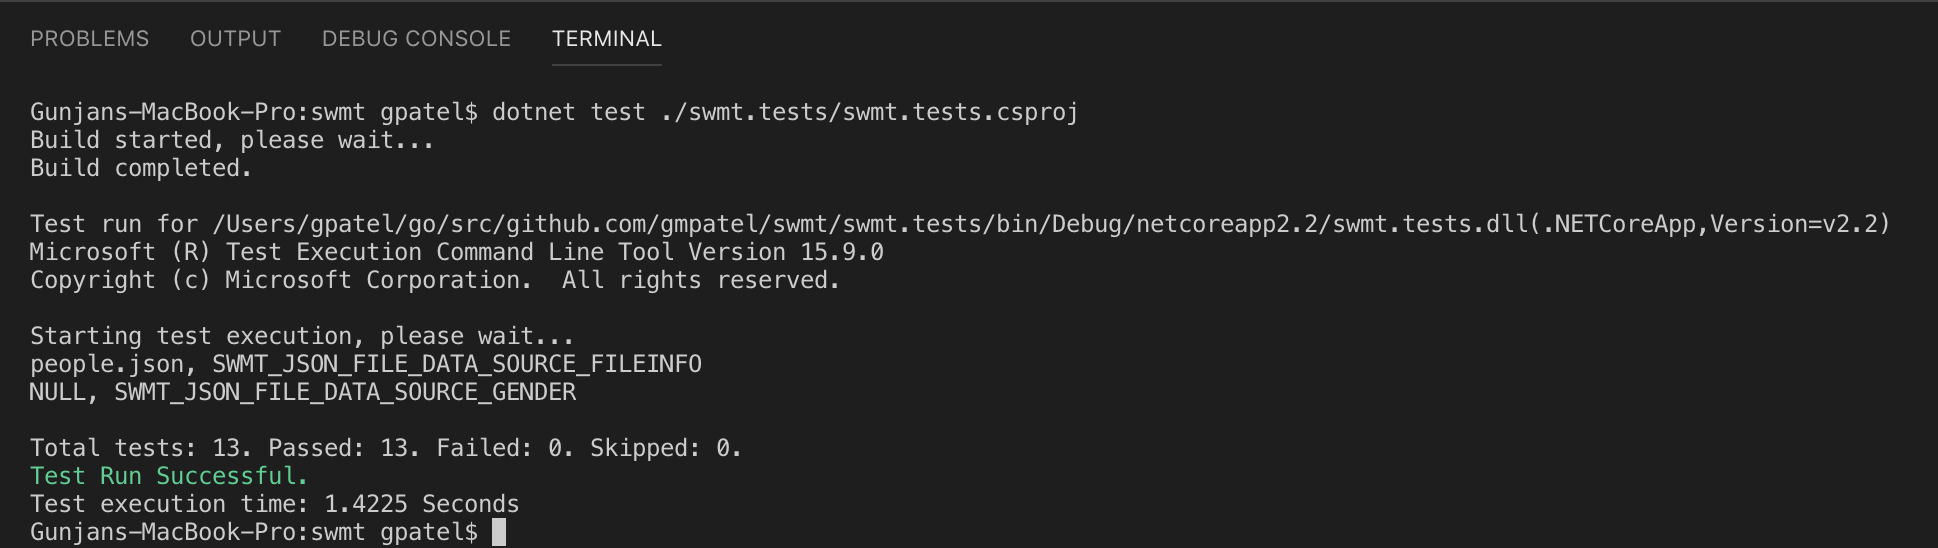 PROBLEMS OUTPUT DEBUG CONSOLE TERMINAL
Gunjans-MacBook-Pro:swmt gpatel$ dotnet test ./swmt.tests/swmt.tests.csproj
Build started, please wait...
Build completed.
Test run for /Users/gpatel/go/src/github.com/gmpatel/swmt/swmt.tests/bin/Debug/netcoreapp2.2/swmt.tests.dll(.NETCoreApp,Version=v2.2)
Microsoft (R) Test Execution Command Line Tool Version 15.9.0
Copyright (c) Microsoft Corporation.  All rights reserved.
Starting test execution, please wait...
people.json, SWMT_JSON_FILE_DATA_SOURCE_FILEINFO
NULL, SWMT_JSON_FILE_DATA_SOURCE_GENDER
Total tests: 13. Passed: 13. Failed: 0. Skipped: 0.
Test Run Successful.
Test execution time: 1.4225 Seconds
Gunjans-MacBook-Pro:swmt gpatel$